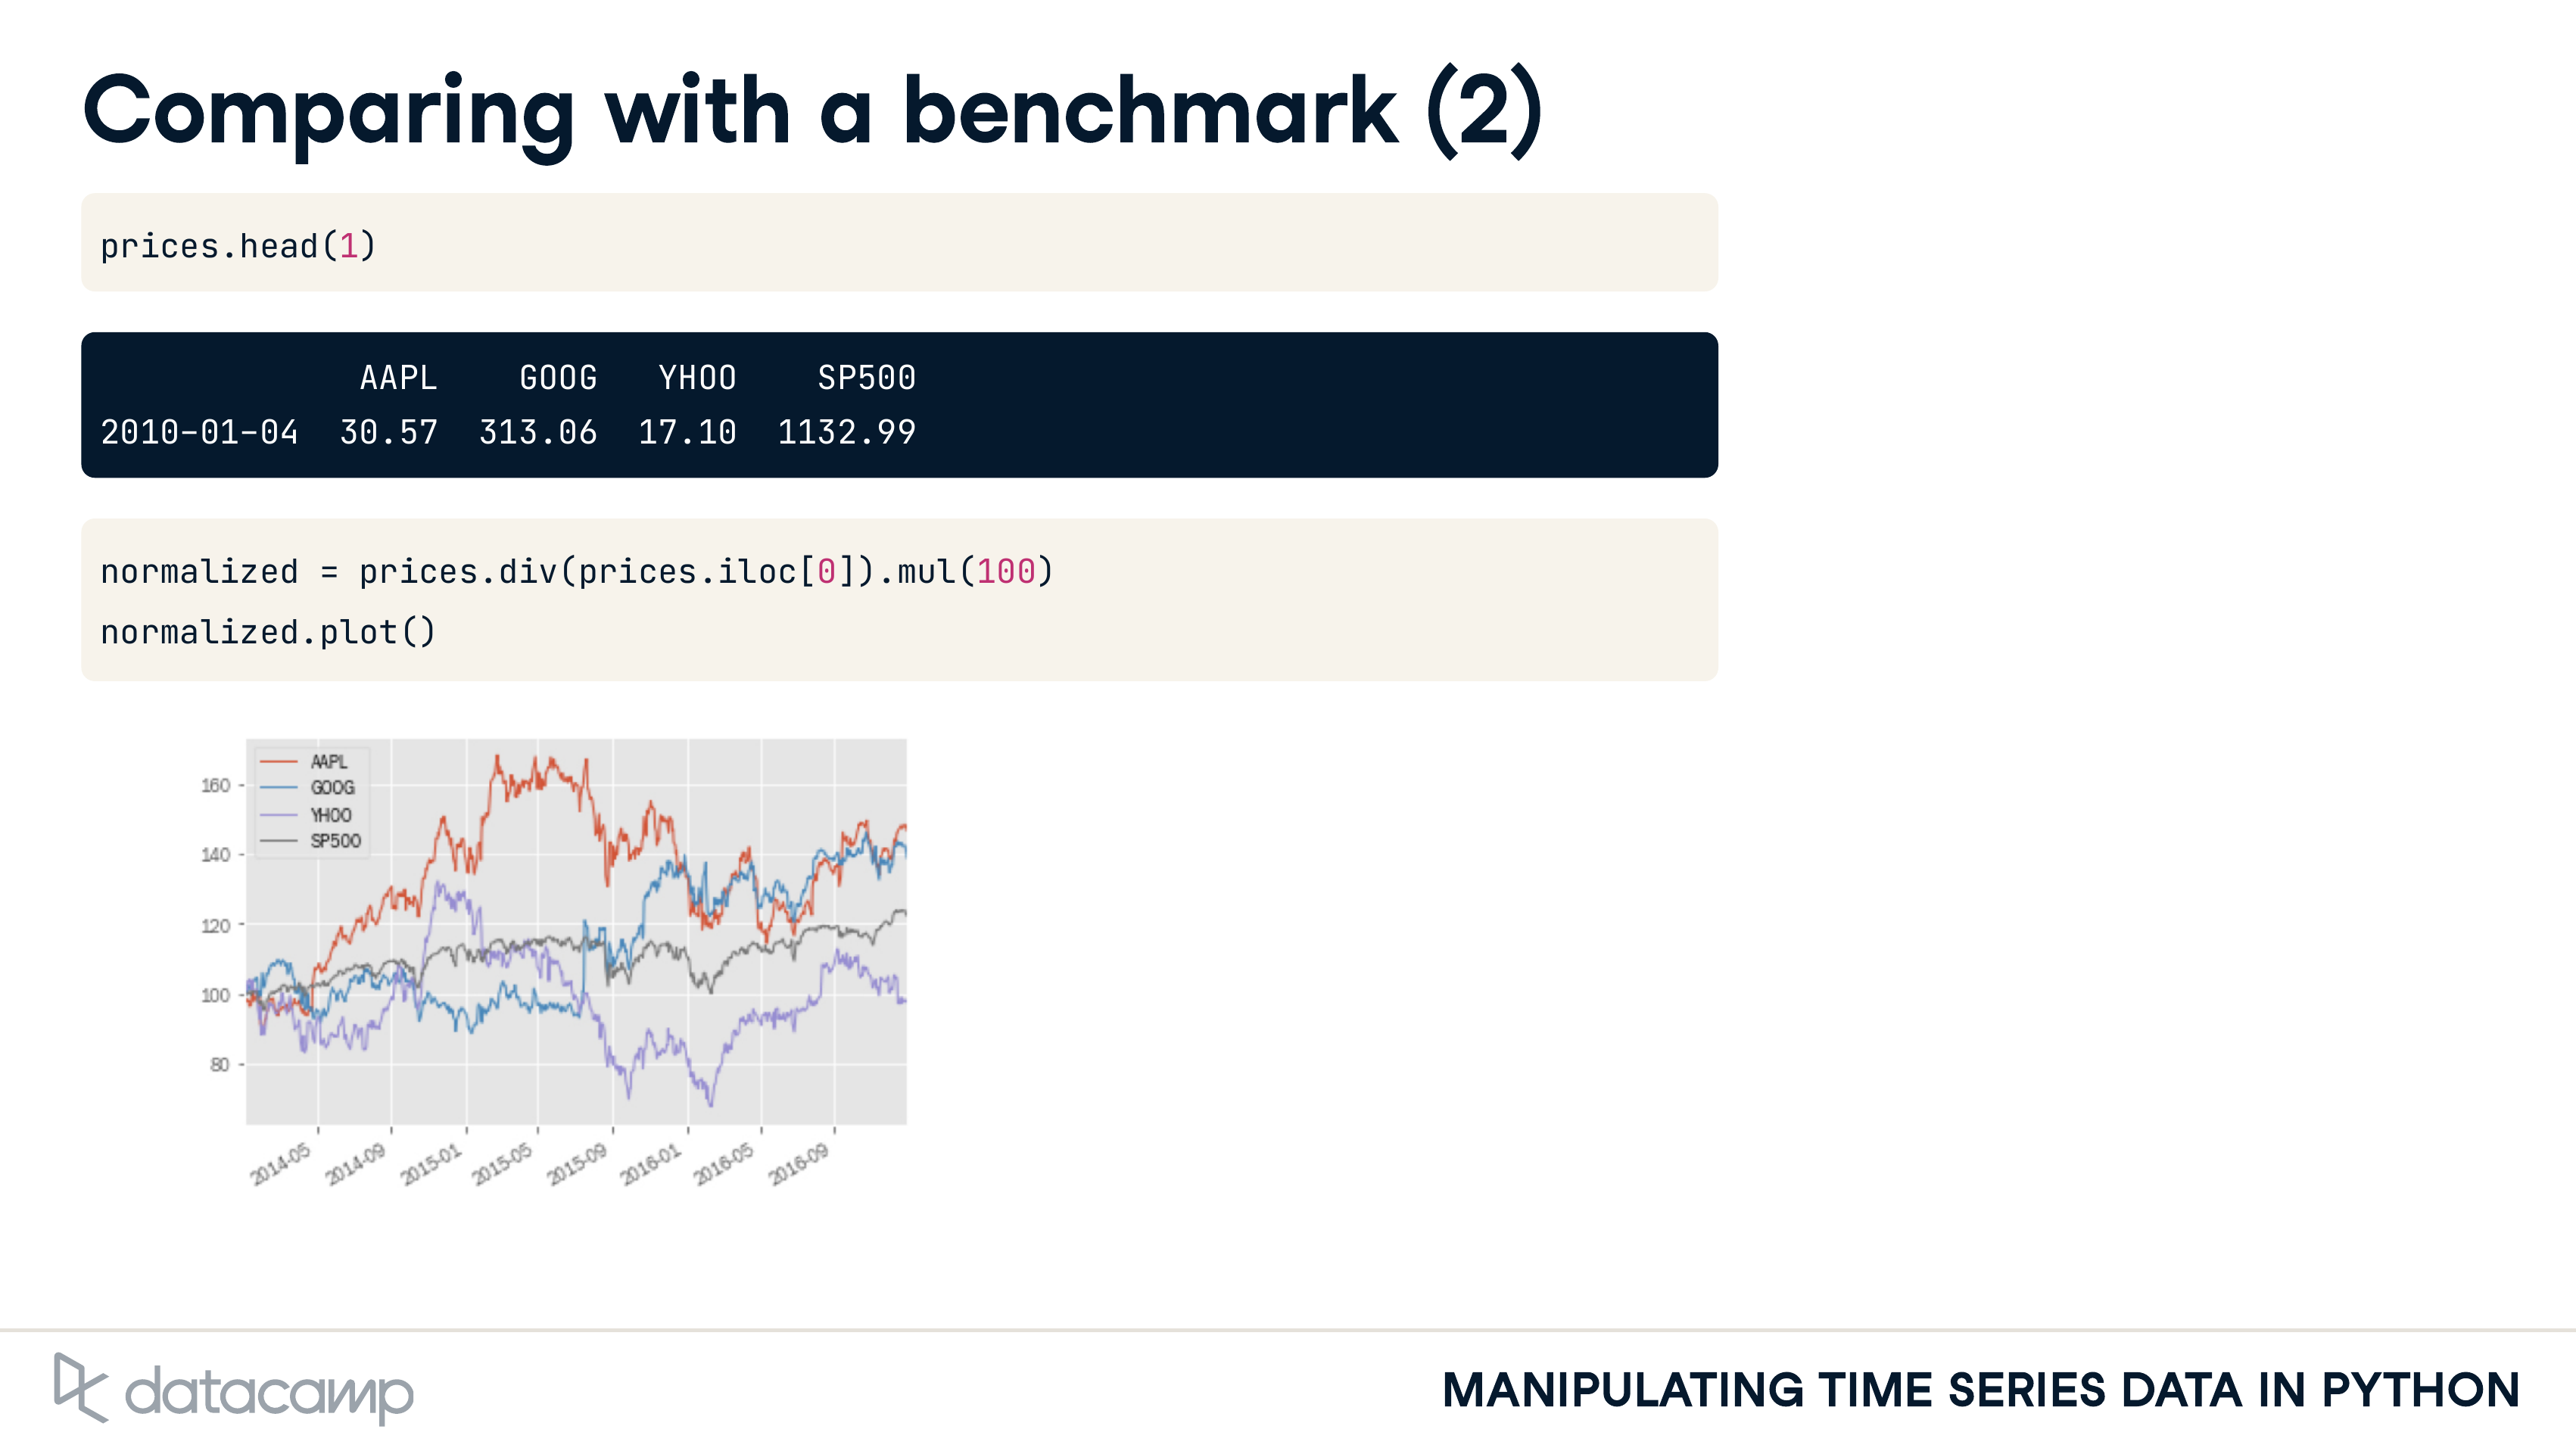 Comparing with a benchmark (2)
prices.head(1)
AAPL GOOG YHOO SP500
2010-01-04 30.57 313.06 17.10 1132.99
normalized = prices.div(prices.iloc[0]).mul(100)
normalized.plot()
AAPL
GOOG
YHOO
SP500
160
140
120
100
80
2014-05 2014-09 2015-01 2015-05 2015-09 2016-01 2016-05 2016-09
datacamp
MANIPULATING TIME SERIES DATA IN PYTHON